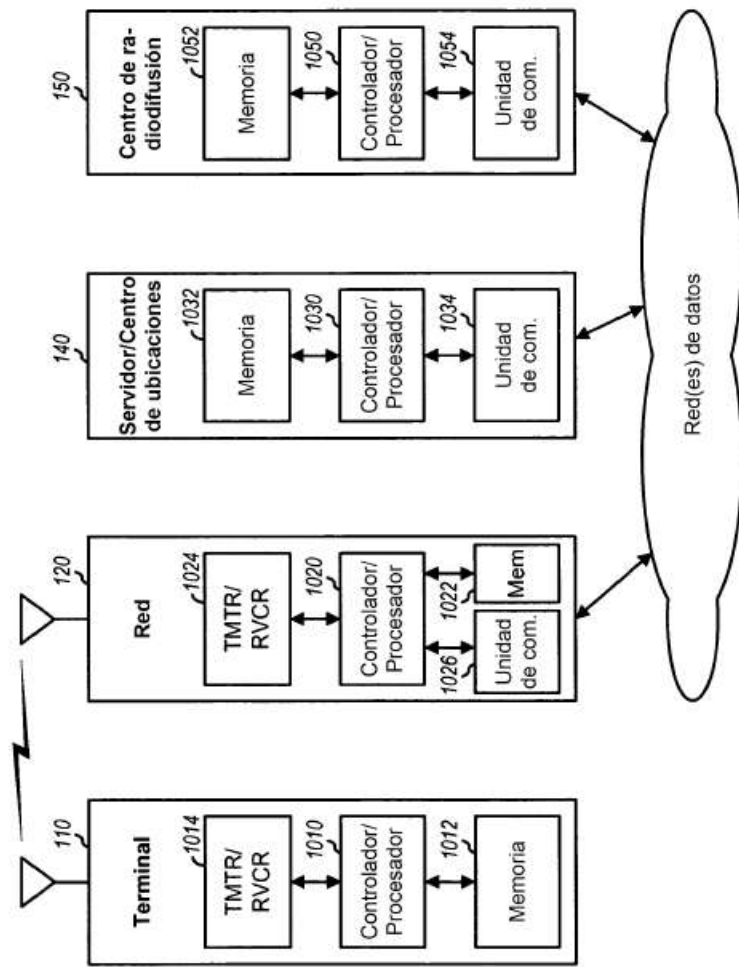 110
Terminal
1014
TMTR/
RVCR
1010
Controlador/
Procesador
1012
Memoria
120
Red
1024
TMTR/
RVCR
1020
Controlador/
Procesador
1026
Unidad
de com.
1022
Mem
140
Servidor/Centro
de ubicaciones
1032
Memoria
1030
Controlador/
Procesador
1034
Unidad
de com.
150
Centro de ra-
diodifusión
1052
Memoria
1050
Controlador/
Procesador
1054
Unidad
de com.
Red(es) de datos